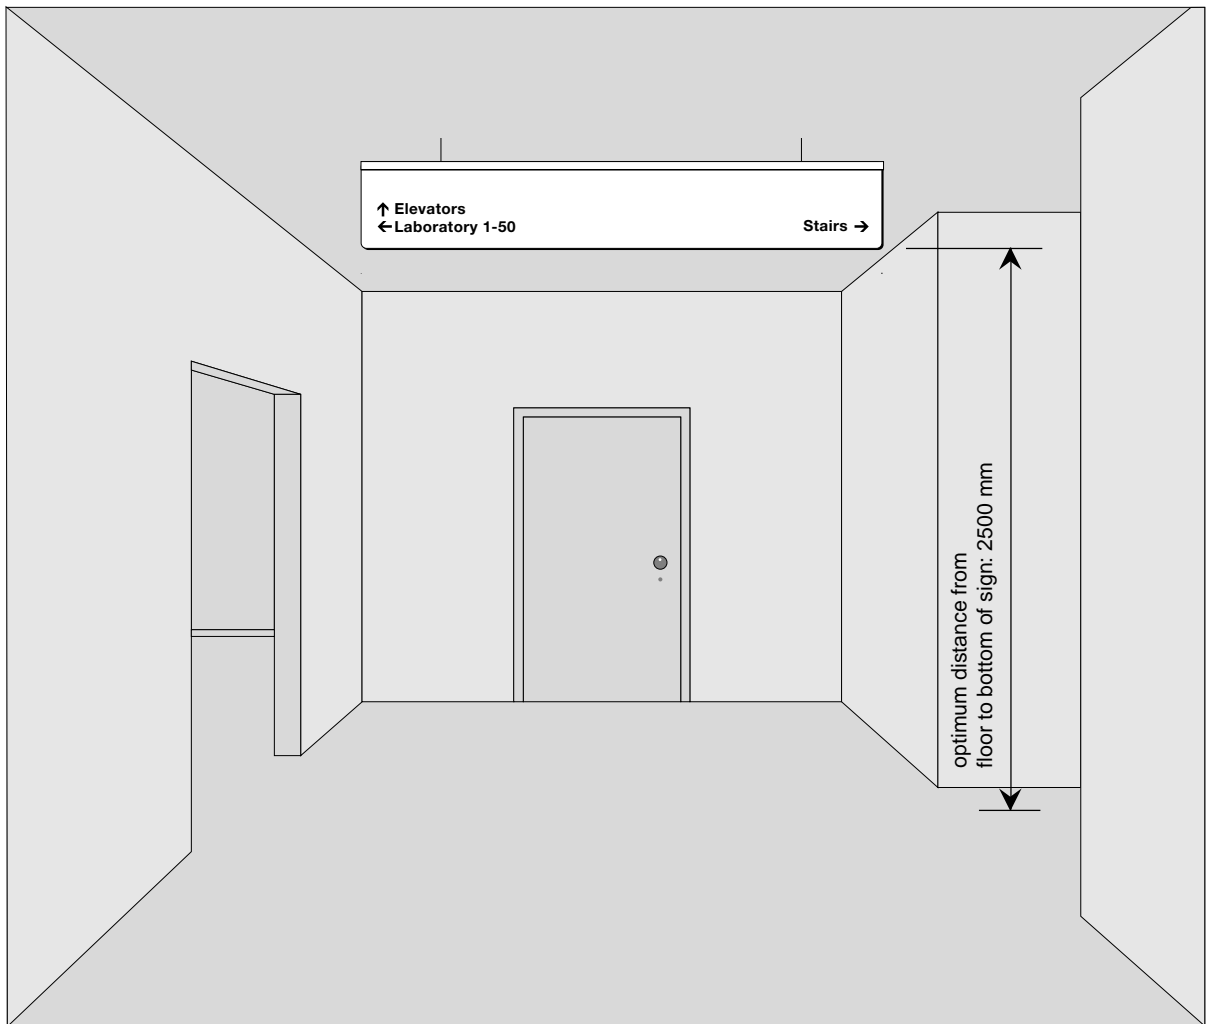 ↑ Elevators
← Laboratory 1-50
Stairs →
optimum distance from
floor to bottom of sign: 2500 mm